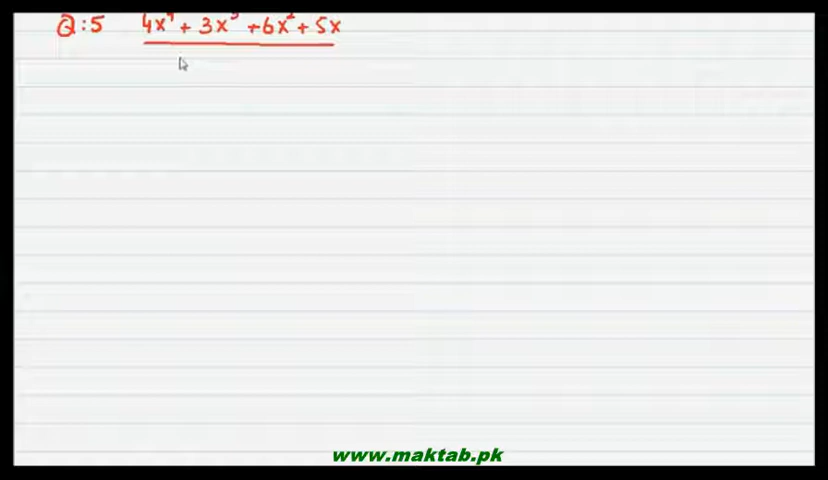 Q:5 4x⁴ + 3x³ + 6x² + 5x
www.maktab.pk